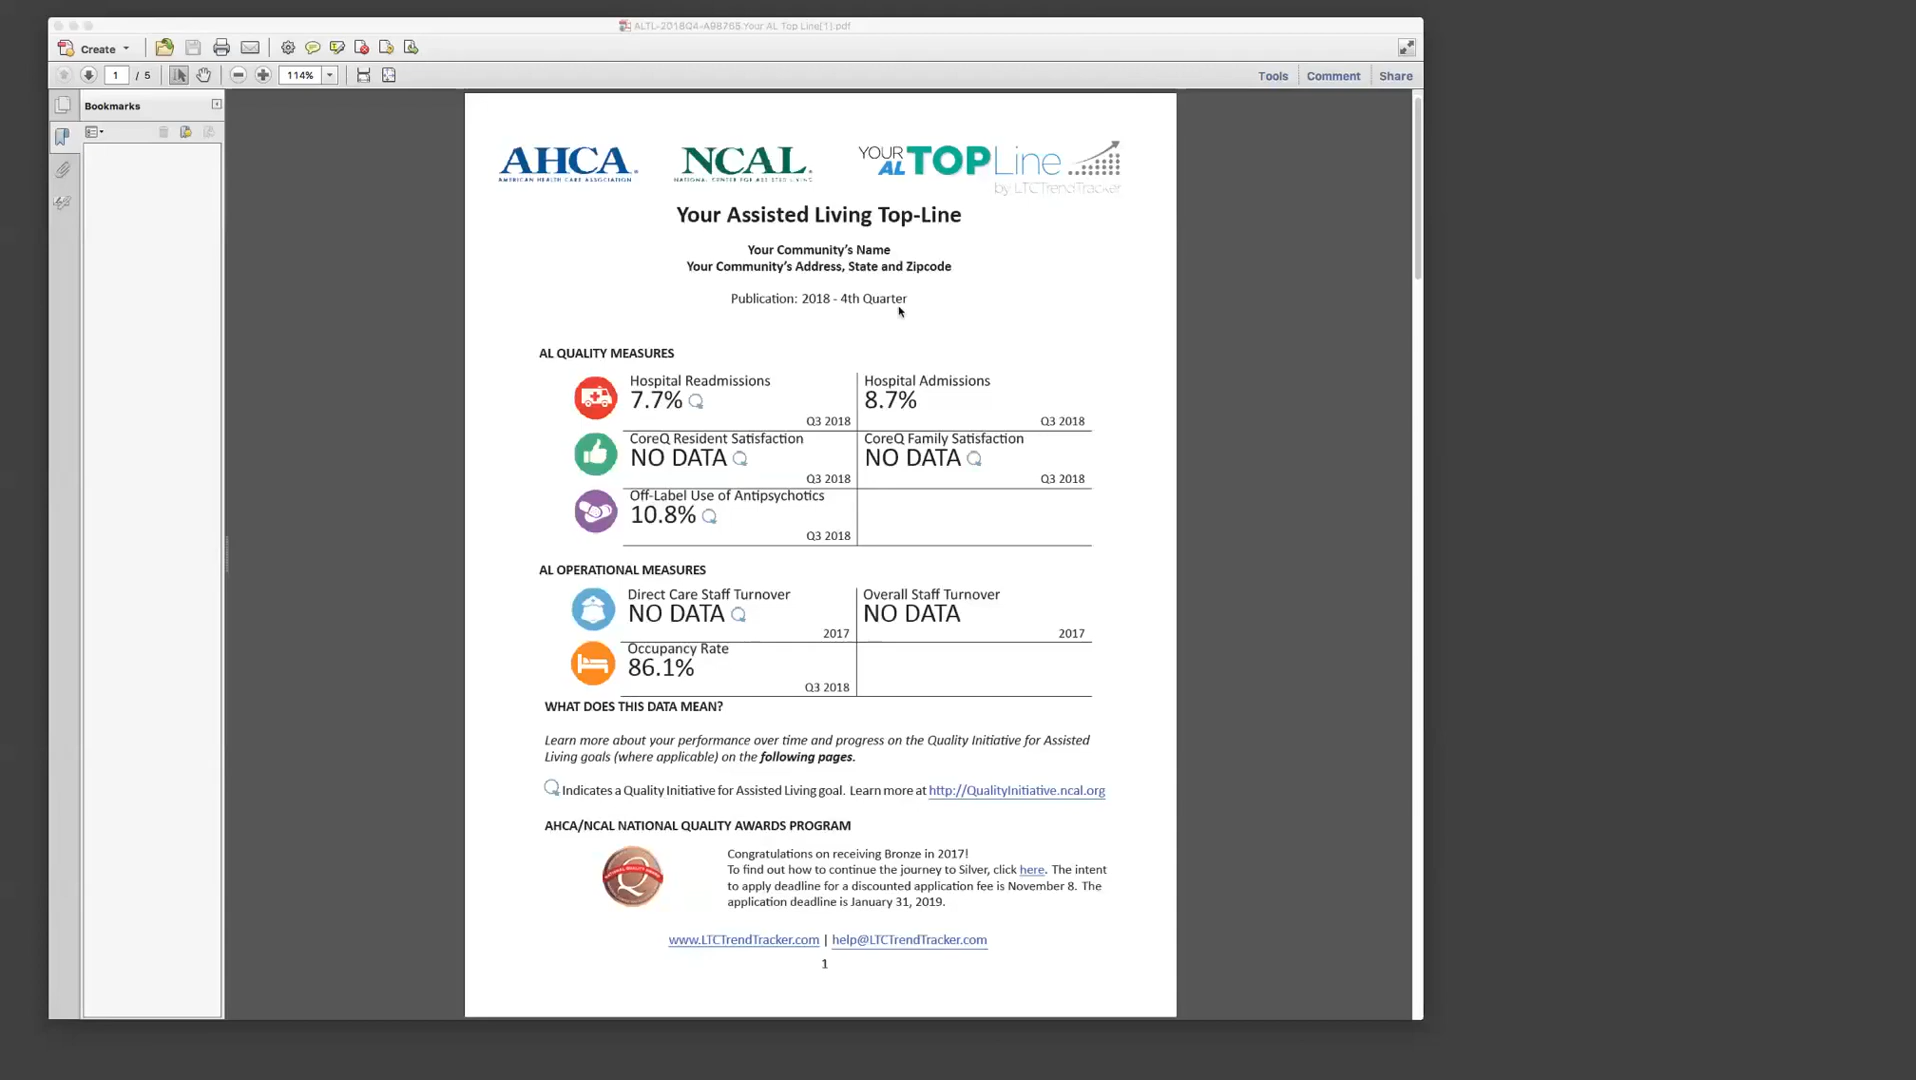 ALTL-2018Q4-A98765.Your AL Top Line[1].pdf
Create
1 / 5
114%
Tools
Comment
Share
Bookmarks
AHCA
AMERICAN HEALTH CARE ASSOCIATION
NCAL
NATIONAL CENTER FOR ASSISTED LIVING
YOUR AL TOPLine
by LTCTrendTracker
Your Assisted Living Top-Line
Your Community's Name
Your Community's Address, State and Zipcode
Publication: 2018 - 4th Quarter
AL QUALITY MEASURES
Hospital Readmissions
7.7%
Q3 2018
Hospital Admissions
8.7%
Q3 2018
CoreQ Resident Satisfaction
NO DATA
Q3 2018
CoreQ Family Satisfaction
NO DATA
Q3 2018
Off-Label Use of Antipsychotics
10.8%
Q3 2018
AL OPERATIONAL MEASURES
Direct Care Staff Turnover
NO DATA
2017
Overall Staff Turnover
NO DATA
2017
Occupancy Rate
86.1%
Q3 2018
WHAT DOES THIS DATA MEAN?
Learn more about your performance over time and progress on the Quality Initiative for Assisted
Living goals (where applicable) on the following pages.
Indicates a Quality Initiative for Assisted Living goal. Learn more at http://QualityInitiative.ncal.org
AHCA/NCAL NATIONAL QUALITY AWARDS PROGRAM
NATIONAL QUALITY AWARD
Q
Congratulations on receiving Bronze in 2017!
To find out how to continue the journey to Silver, click here. The intent
to apply deadline for a discounted application fee is November 8. The
application deadline is January 31, 2019.
www.LTCTrendTracker.com | help@LTCTrendTracker.com
1